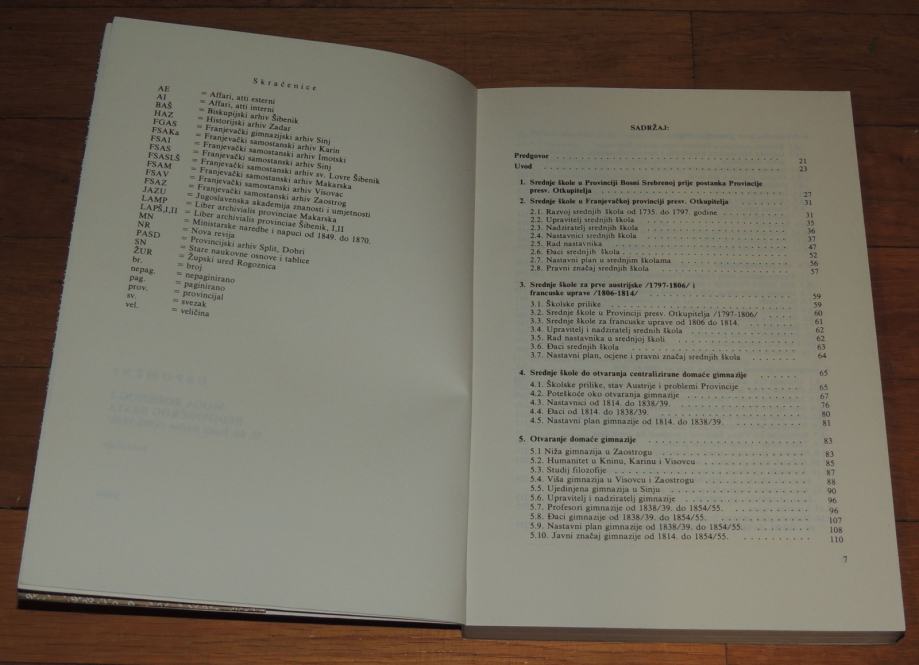 Skraćenice
AE = Affari, atti esterni
AI = Affari, atti interni
BAŠ = Biskupijski arhiv Šibenik
HAZ = Historijski arhiv Zadar
FGAS = Franjevački gimnazijski arhiv Sinj
FSAKa = Franjevački samostanski arhiv Karin
FSAI = Franjevački samostanski arhiv Imotski
FSAS = Franjevački samostanski arhiv Sinj
FSASLŠ = Franjevački samostanski arhiv sv. Lovre Šibenik
FSAM = Franjevački samostanski arhiv Makarska
FSAV = Franjevački samostanski arhiv Visovac
FSAZ = Franjevački samostanski arhiv Zaostrog
JAZU = Jugoslavenska akademija znanosti i umjetnosti
LAMP = Liber archivialis provinciae Makarska
LAPŠ,I,II = Liber archivialis provinciae Šibenik, I,II
MN = Ministarske naredbe i napuci od 1849. do 1870.
NR = Nova revija
PASD = Provincijski arhiv Split, Dobri
SN = Stare naukovne osnove i tablice
ŽUR = Župski ured Rogoznica
br. = broj
nepag. = nepaginirano
pag. = paginirano
prov. = provincijal
sv. = svezak
vel. = veličina
SADRŽAJ:
Predgovor 21
Uvod 23
1. Srednje škole u Provinciji Bosni Srebrenoj prije postanka Provincije
presv. Otkupitelja 27
2. Srednje škole u Franjevačkoj provinciji presv. Otkupitelja 31
2.1. Razvoj srednjih škola od 1735. do 1797. godine 31
2.2. Upravitelj srednjih škola 35
2.3. Nadziratelj srednjih škola 36
2.4. Nastavnici srednjih škola 37
2.5. Rad nastavnika 47
2.6. Đaci srednjih škola 52
2.7. Nastavni plan u srednjim školama 56
2.8. Pravni značaj srednjih škola 57
3. Srednje škole za prve austrijske /1797-1806/ i
francuske uprave /1806-1814/ 59
3.1. Školske prilike 59
3.2. Srednje škole u Provinciji presv. Otkupitelja /1797-1806/ 60
3.3. Srednje škole za francuske uprave od 1806 do 1814. 61
3.4. Upravitelj i nadziratelj srednjih škola 62
3.5. Rad nastavnika u srednjoj školi 62
3.6. Đaci srednjih škola 63
3.7. Nastavni plan, ocjene i pravni značaj srednjih škola 64
4. Srednje škole do otvaranja centralizirane domaće gimnazije 65
4.1. Školske prilike, stav Austrije i problemi Provincije 65
4.2. Poteškoće oko otvaranja gimnazije 67
4.3. Nastavnici od 1814. do 1838/39. 76
4.4. Đaci od 1814. do 1838/39. 80
4.5. Nastavni plan gimnazije od 1814. do 1838/39. 81
5. Otvaranje domaće gimnazije 83
5.1 Niža gimnazija u Zaostrogu 83
5.2. Humanitet u Kninu, Karinu i Visovcu 85
5.3. Studij filozofije 87
5.4. Viša gimnazija u Visovcu i Zaostrogu 88
5.5. Ujedinjena gimnazija u Sinju 90
5.6. Upravitelj i nadziratelj gimnazije 96
5.7. Profesori gimnazije od 1838/39. do 1854/55. 96
5.8. Đaci gimnazije od 1838/39. do 1854/55. 107
5.9. Nastavni plan gimnazije od 1838/39. do 1854/55. 108
5.10. Javni značaj gimnazije od 1814. do 1854/55. 110
7